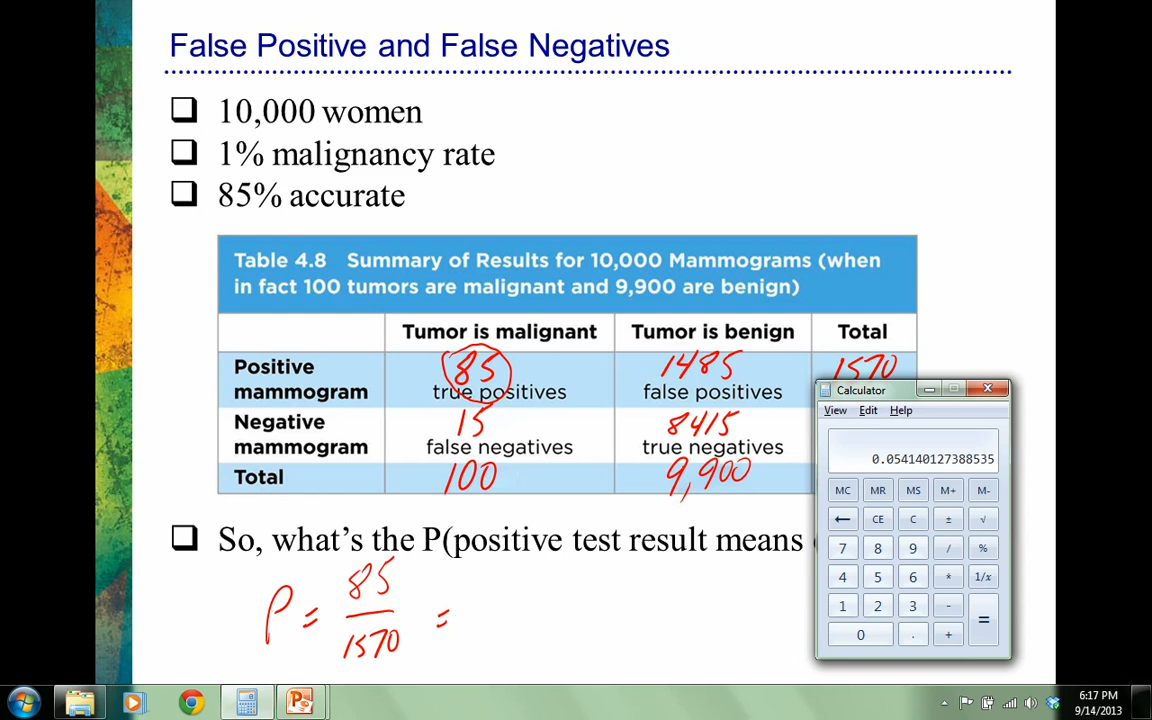 False Positive and False Negatives
10,000 women
1% malignancy rate
85% accurate
Table 4.8 Summary of Results for 10,000 Mammograms (when
in fact 100 tumors are malignant and 9,900 are benign)
Tumor is malignant Tumor is benign Total
Positive 85 1485 1570
mammogram true positives false positives
Negative 15 8415
mammogram false negatives true negatives
Total 100 9,900
Calculator
View Edit Help
0.054140127388535
MC MR MS M+ M-
← CE C ± √
7 8 9 / %
4 5 6 * 1/x
1 2 3 - =
0 . +
So, what's the P(positive test result means
P = 85/1570 =
6:17 PM
9/14/2013